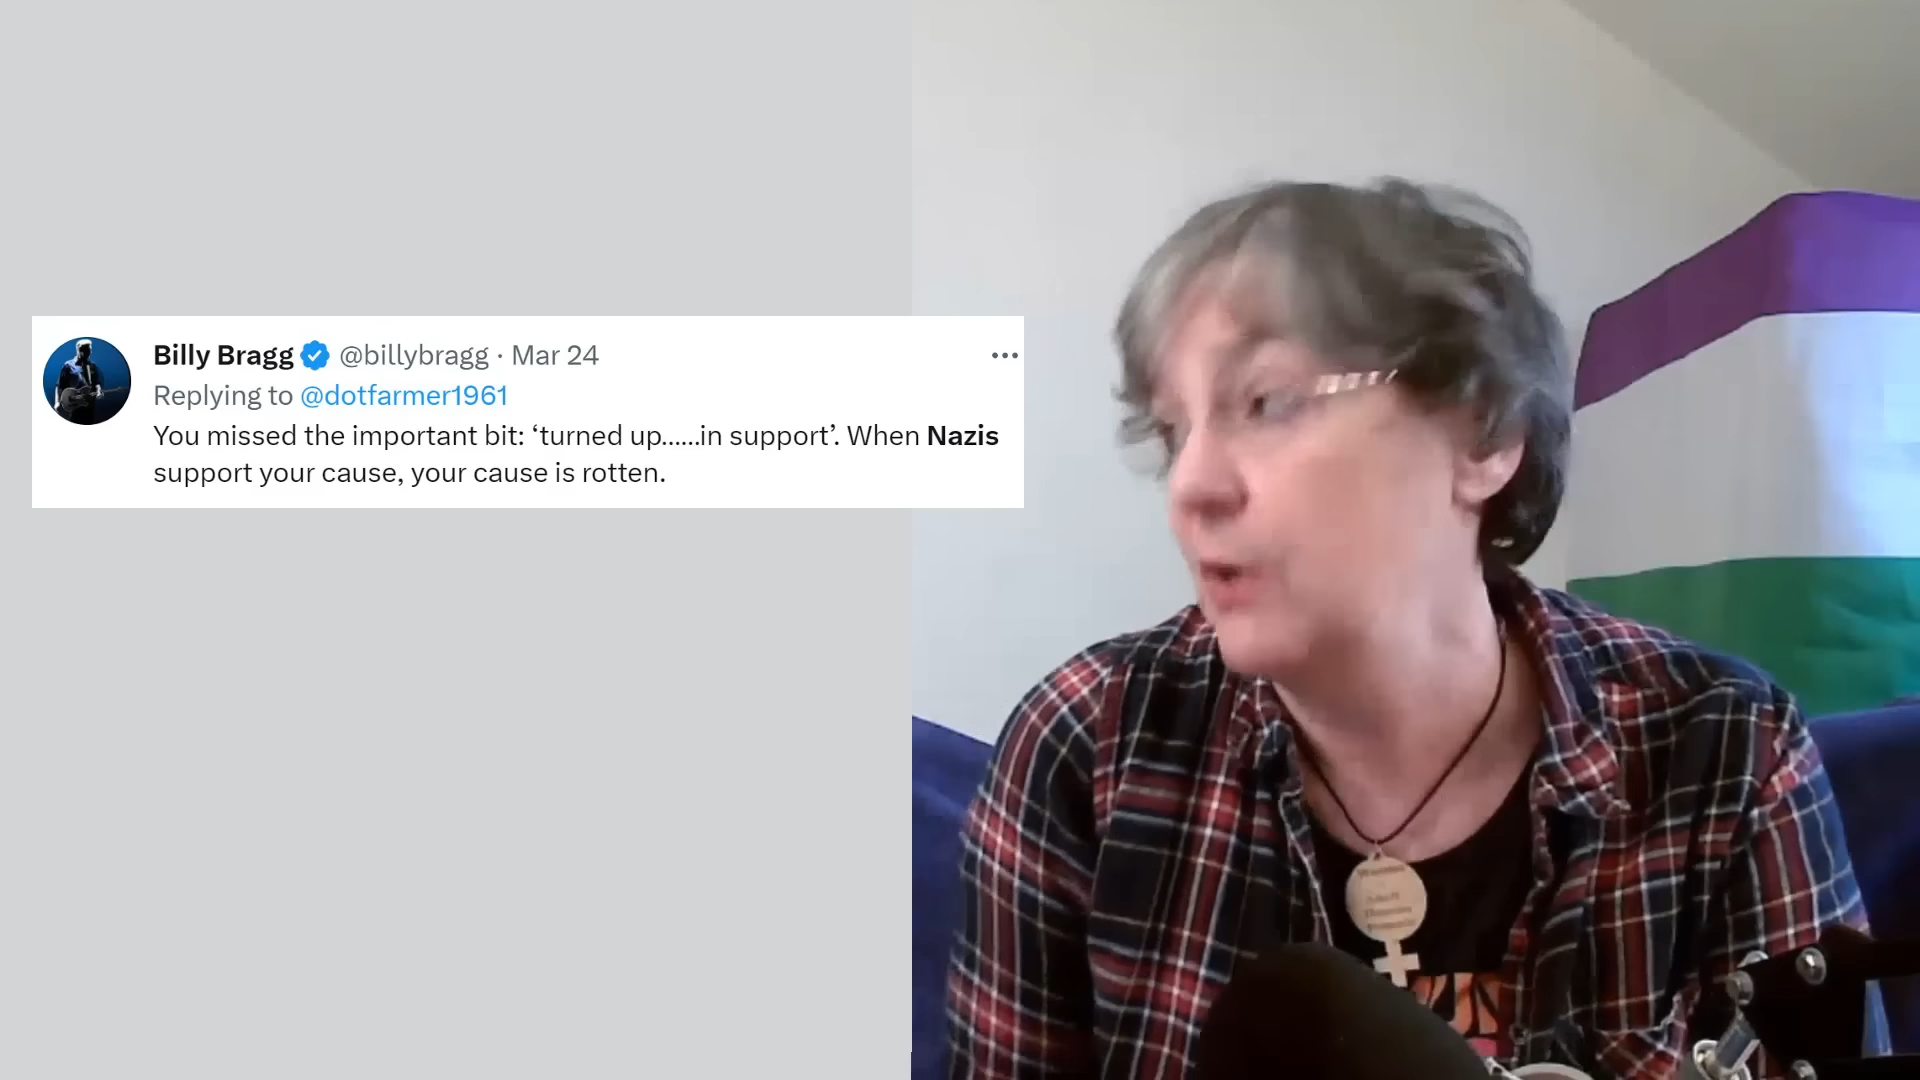 Billy Bragg @billybragg · Mar 24
Replying to @dotfarmer1961
You missed the important bit: ‘turned up......in support’. When Nazis
support your cause, your cause is rotten.